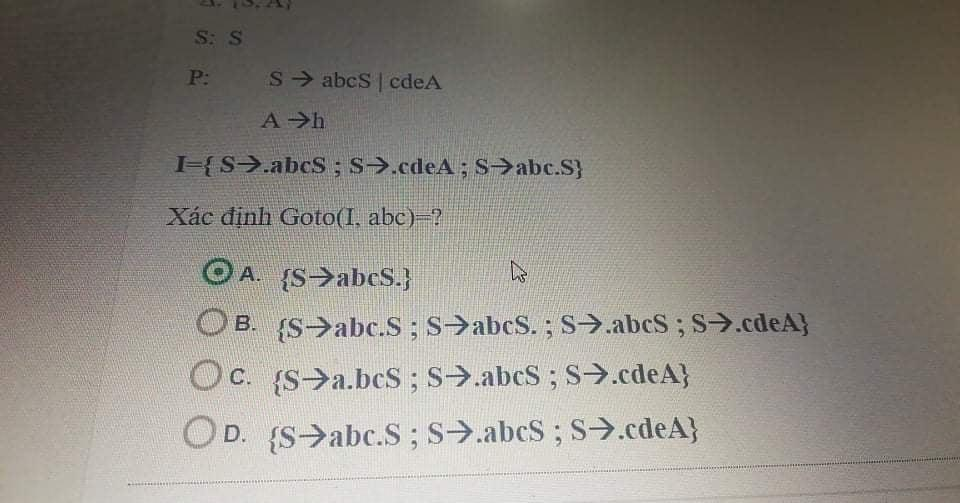 S: S
P: S → abcS | cdeA
A →h
I={ S→.abcS ; S→.cdeA ; S→abc.S}
Xác định Goto(I, abc)=?
A. {S→abcS.}
B. {S→abc.S ; S→abcS. ; S→.abcS ; S→.cdeA}
C. {S→a.bcS ; S→.abcS ; S→.cdeA}
D. {S→abc.S ; S→.abcS ; S→.cdeA}